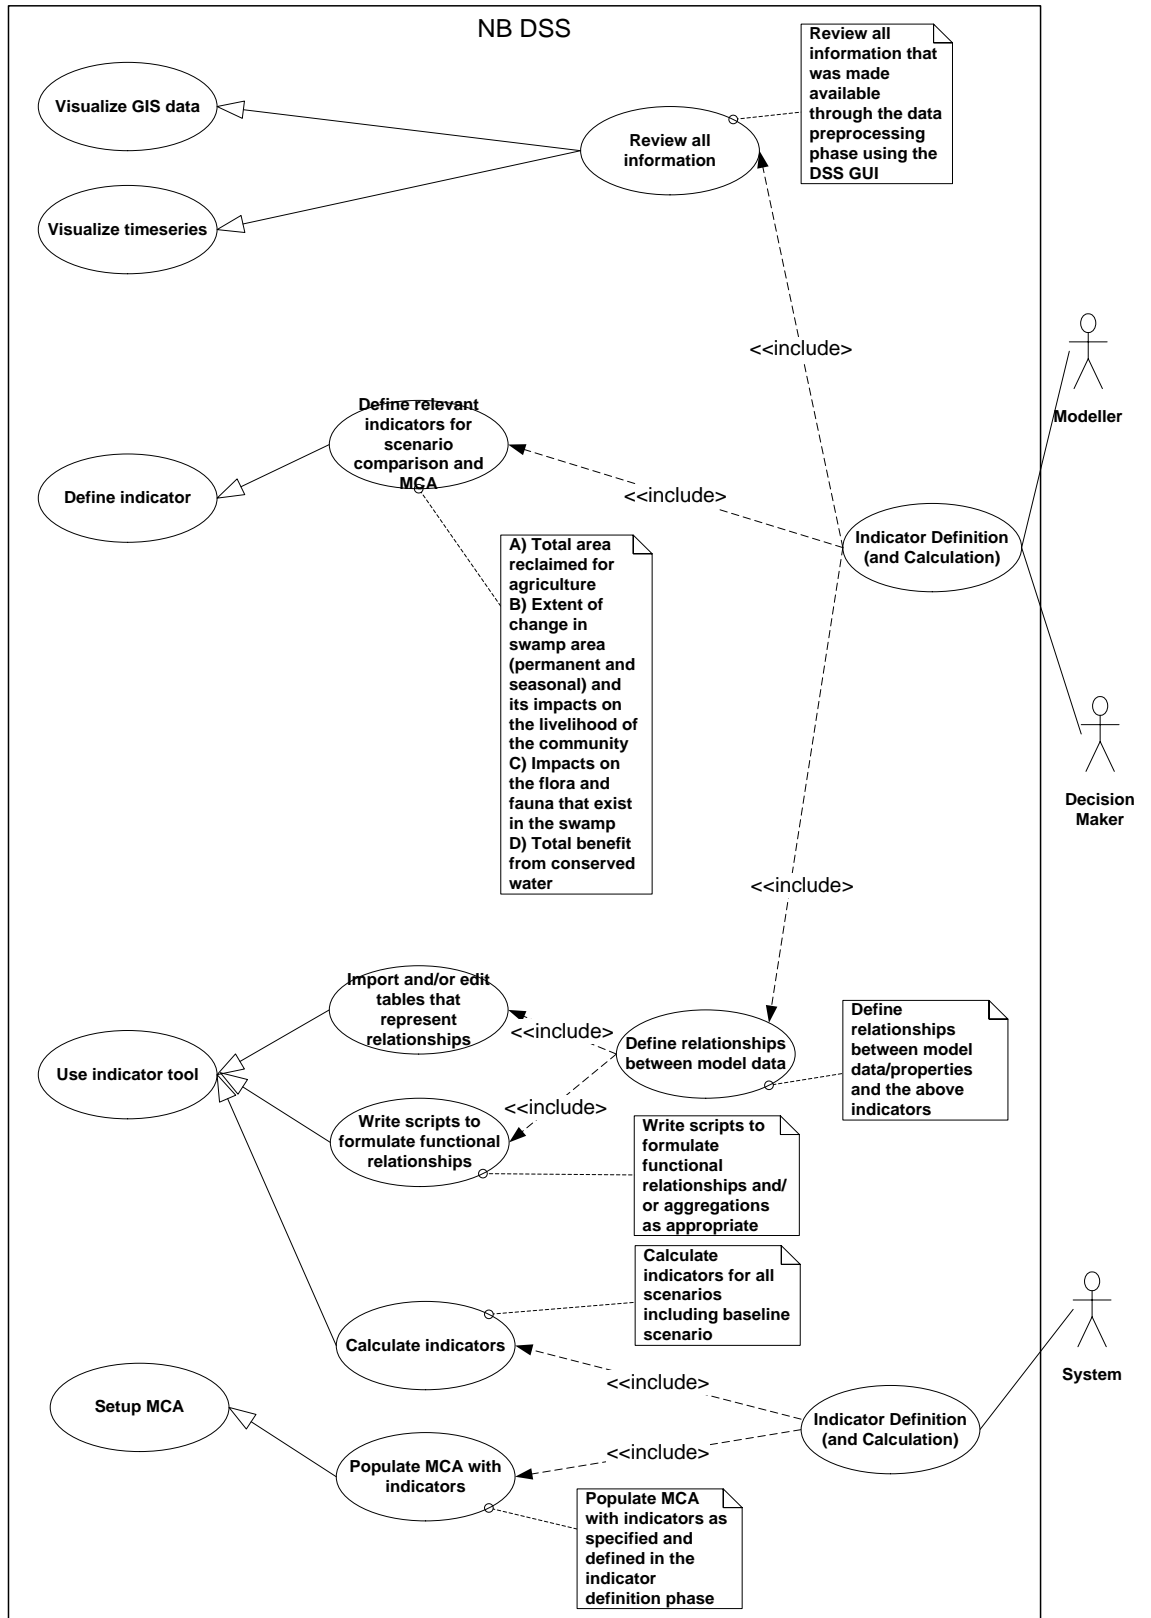 NB DSS
Review all
information that
was made
available
through the data
preprocessing
phase using the
DSS GUI
Visualize GIS data
Review all
information
Visualize timeseries
<<include>
Modeller
Define relevant
indicators for
scenario
comparison and
MCA
Define indicator
<<include>
Indicator Definition
(and Calculation)
A) Total area
reclaimed for
agriculture
B) Extent of
change in
swamp area
(permanent and
seasonal) and
its impacts on
the livelihood of
the community
C) Impacts on
the flora and
fauna that exist
in the swamp
D) Total benefit
from conserved
water
Decision
Maker
<<include>
Import and/or edit
tables that
represent
relationships
<<include>
Define relationships
between model data
Define
relationships
between model
data/properties
and the above
indicators
Use indicator tool
<<include>
Write scripts to
formulate functional
relationships
Write scripts to
formulate
functional
relationships and/
or aggregations
as appropriate
Calculate
indicators for all
scenarios
including baseline
scenario
Calculate indicators
System
<<include>
Setup MCA
Indicator Definition
(and Calculation)
<<include>
Populate MCA with
indicators
Populate MCA
with indicators as
specified and
defined in the
indicator
definition phase